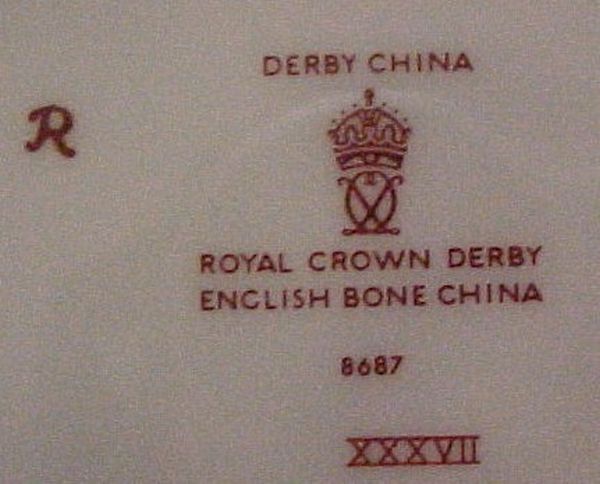 DERBY CHINA
R
ROYAL CROWN DERBY
ENGLISH BONE CHINA
8687
XXXVII